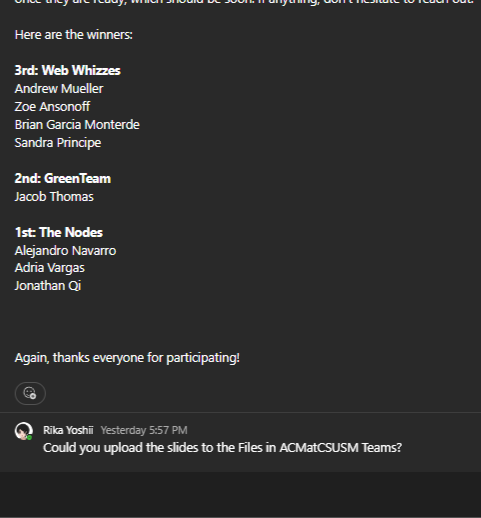 once they are ready, which should be soon. If anything, don't hesitate to reach out.
Here are the winners:
3rd: Web Whizzes
Andrew Mueller
Zoe Ansonoff
Brian Garcia Monterde
Sandra Principe
2nd: GreenTeam
Jacob Thomas
1st: The Nodes
Alejandro Navarro
Adria Vargas
Jonathan Qi
Again, thanks everyone for participating!
Rika Yoshii Yesterday 5:57 PM
Could you upload the slides to the Files in ACMatCSUSM Teams?